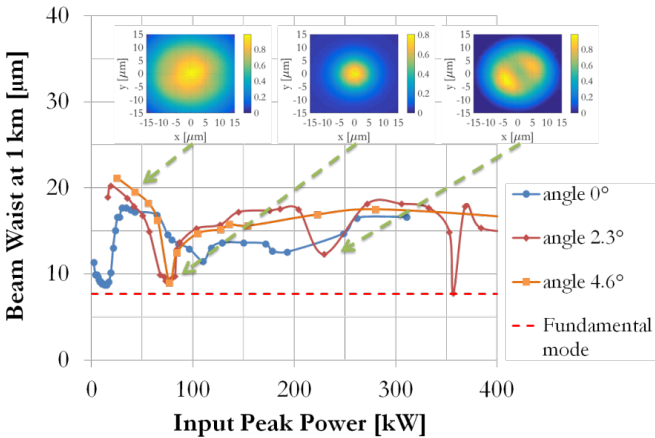 40
30
20
10
0
Beam Waist at 1 km [μm]
15
10
5
0
-5
-10
-15
y [μm]
-15-10 -5 0 5 10 15
x [μm]
0.8
0.6
0.4
0.2
0
15
10
5
0
-5
-10
-15
y [μm]
-15-10 -5 0 5 10 15
x [μm]
0.8
0.6
0.4
0.2
0
15
10
5
0
-5
-10
-15
y [μm]
-15-10 -5 0 5 10 15
x [μm]
0.8
0.6
0.4
0.2
0
angle 0°
angle 2.3°
angle 4.6°
Fundamental
mode
0 100 200 300 400
Input Peak Power [kW]